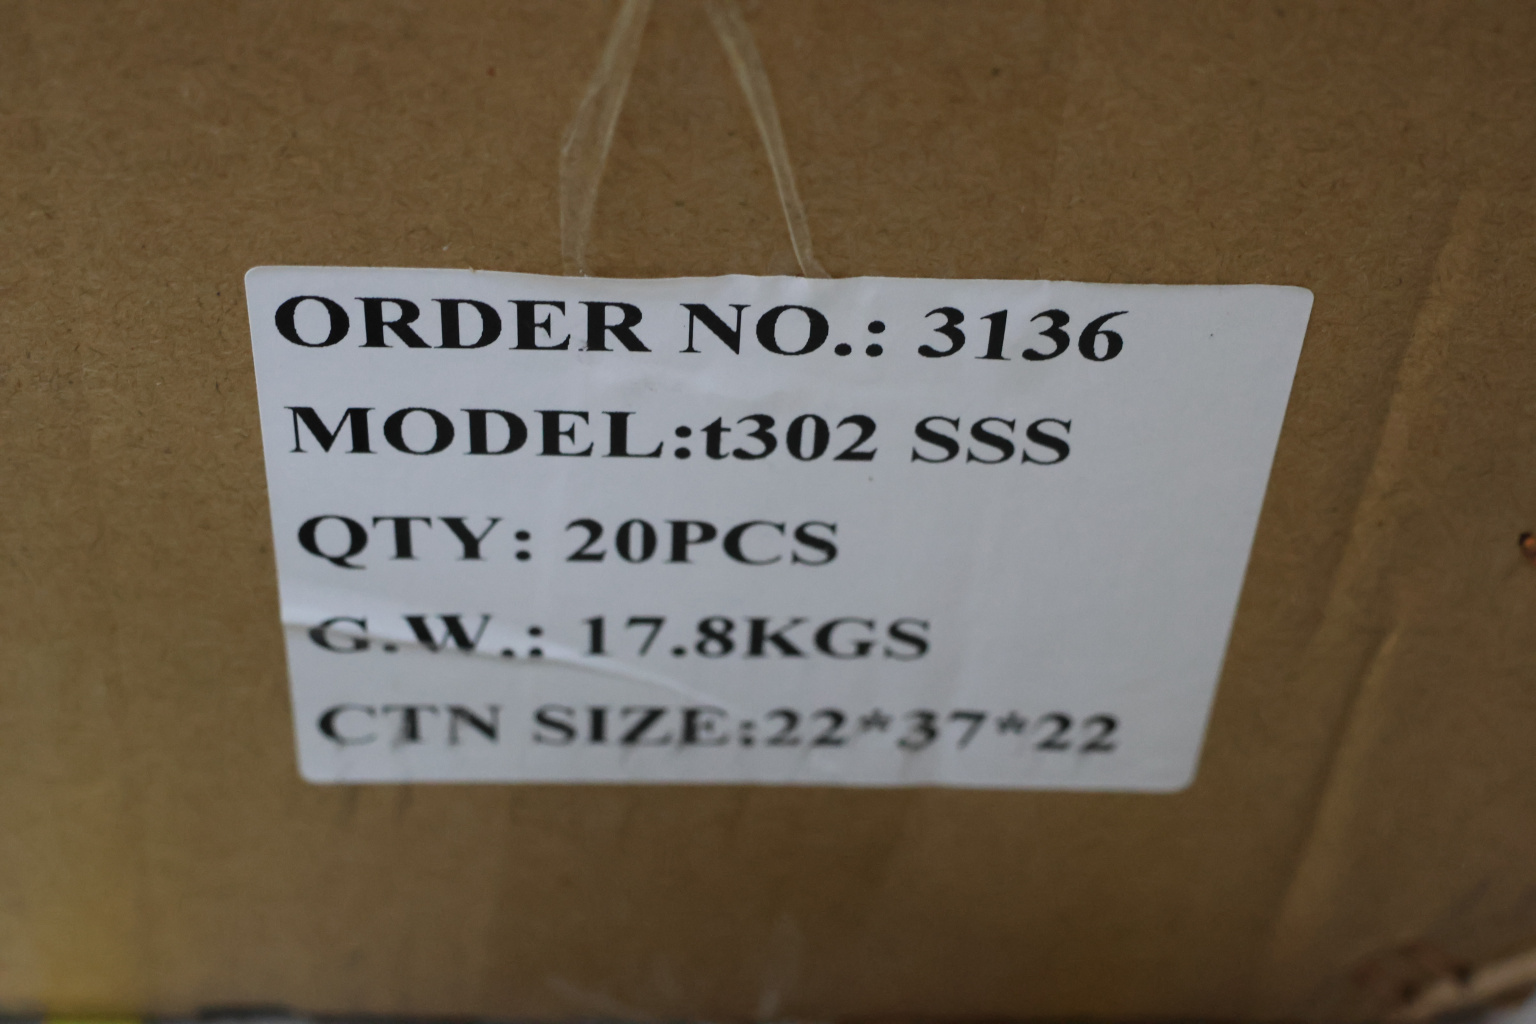 ORDER NO.: 3136
MODEL:t302 SSS
QTY: 20PCS
G.W.: 17.8KGS
CTN SIZE:22*37*22